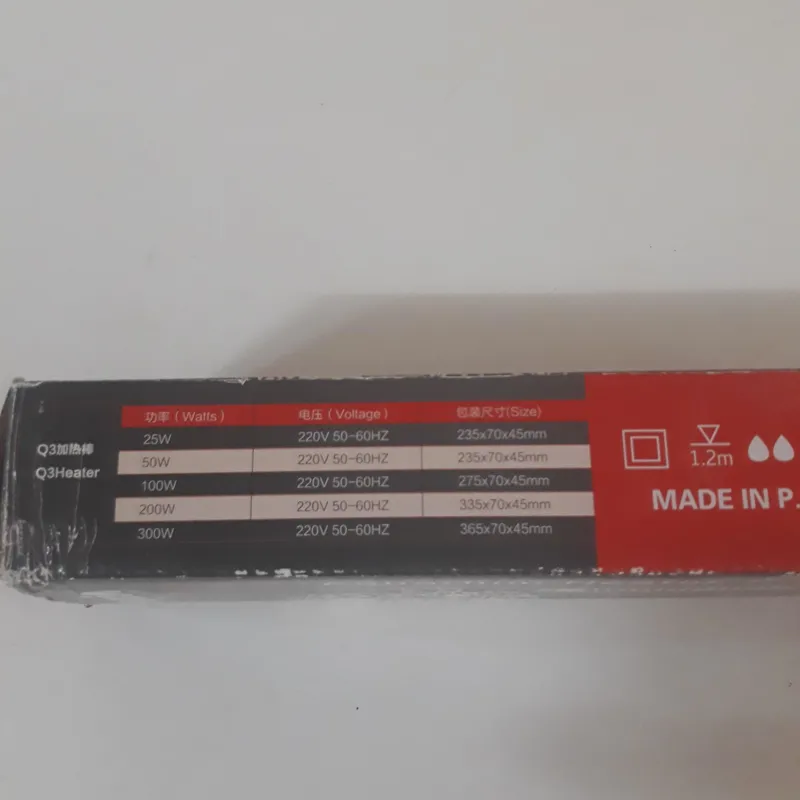 功率（Watts） 电压（Voltage） 包装尺寸(Size)
Q3加热棒
Q3Heater
25W 220V 50-60HZ 235x70x45mm
50W 220V 50-60HZ 235x70x45mm
100W 220V 50-60HZ 275x70x45mm
200W 220V 50-60HZ 335x70x45mm
300W 220V 50-60HZ 365x70x45mm
1.2m
MADE IN P.